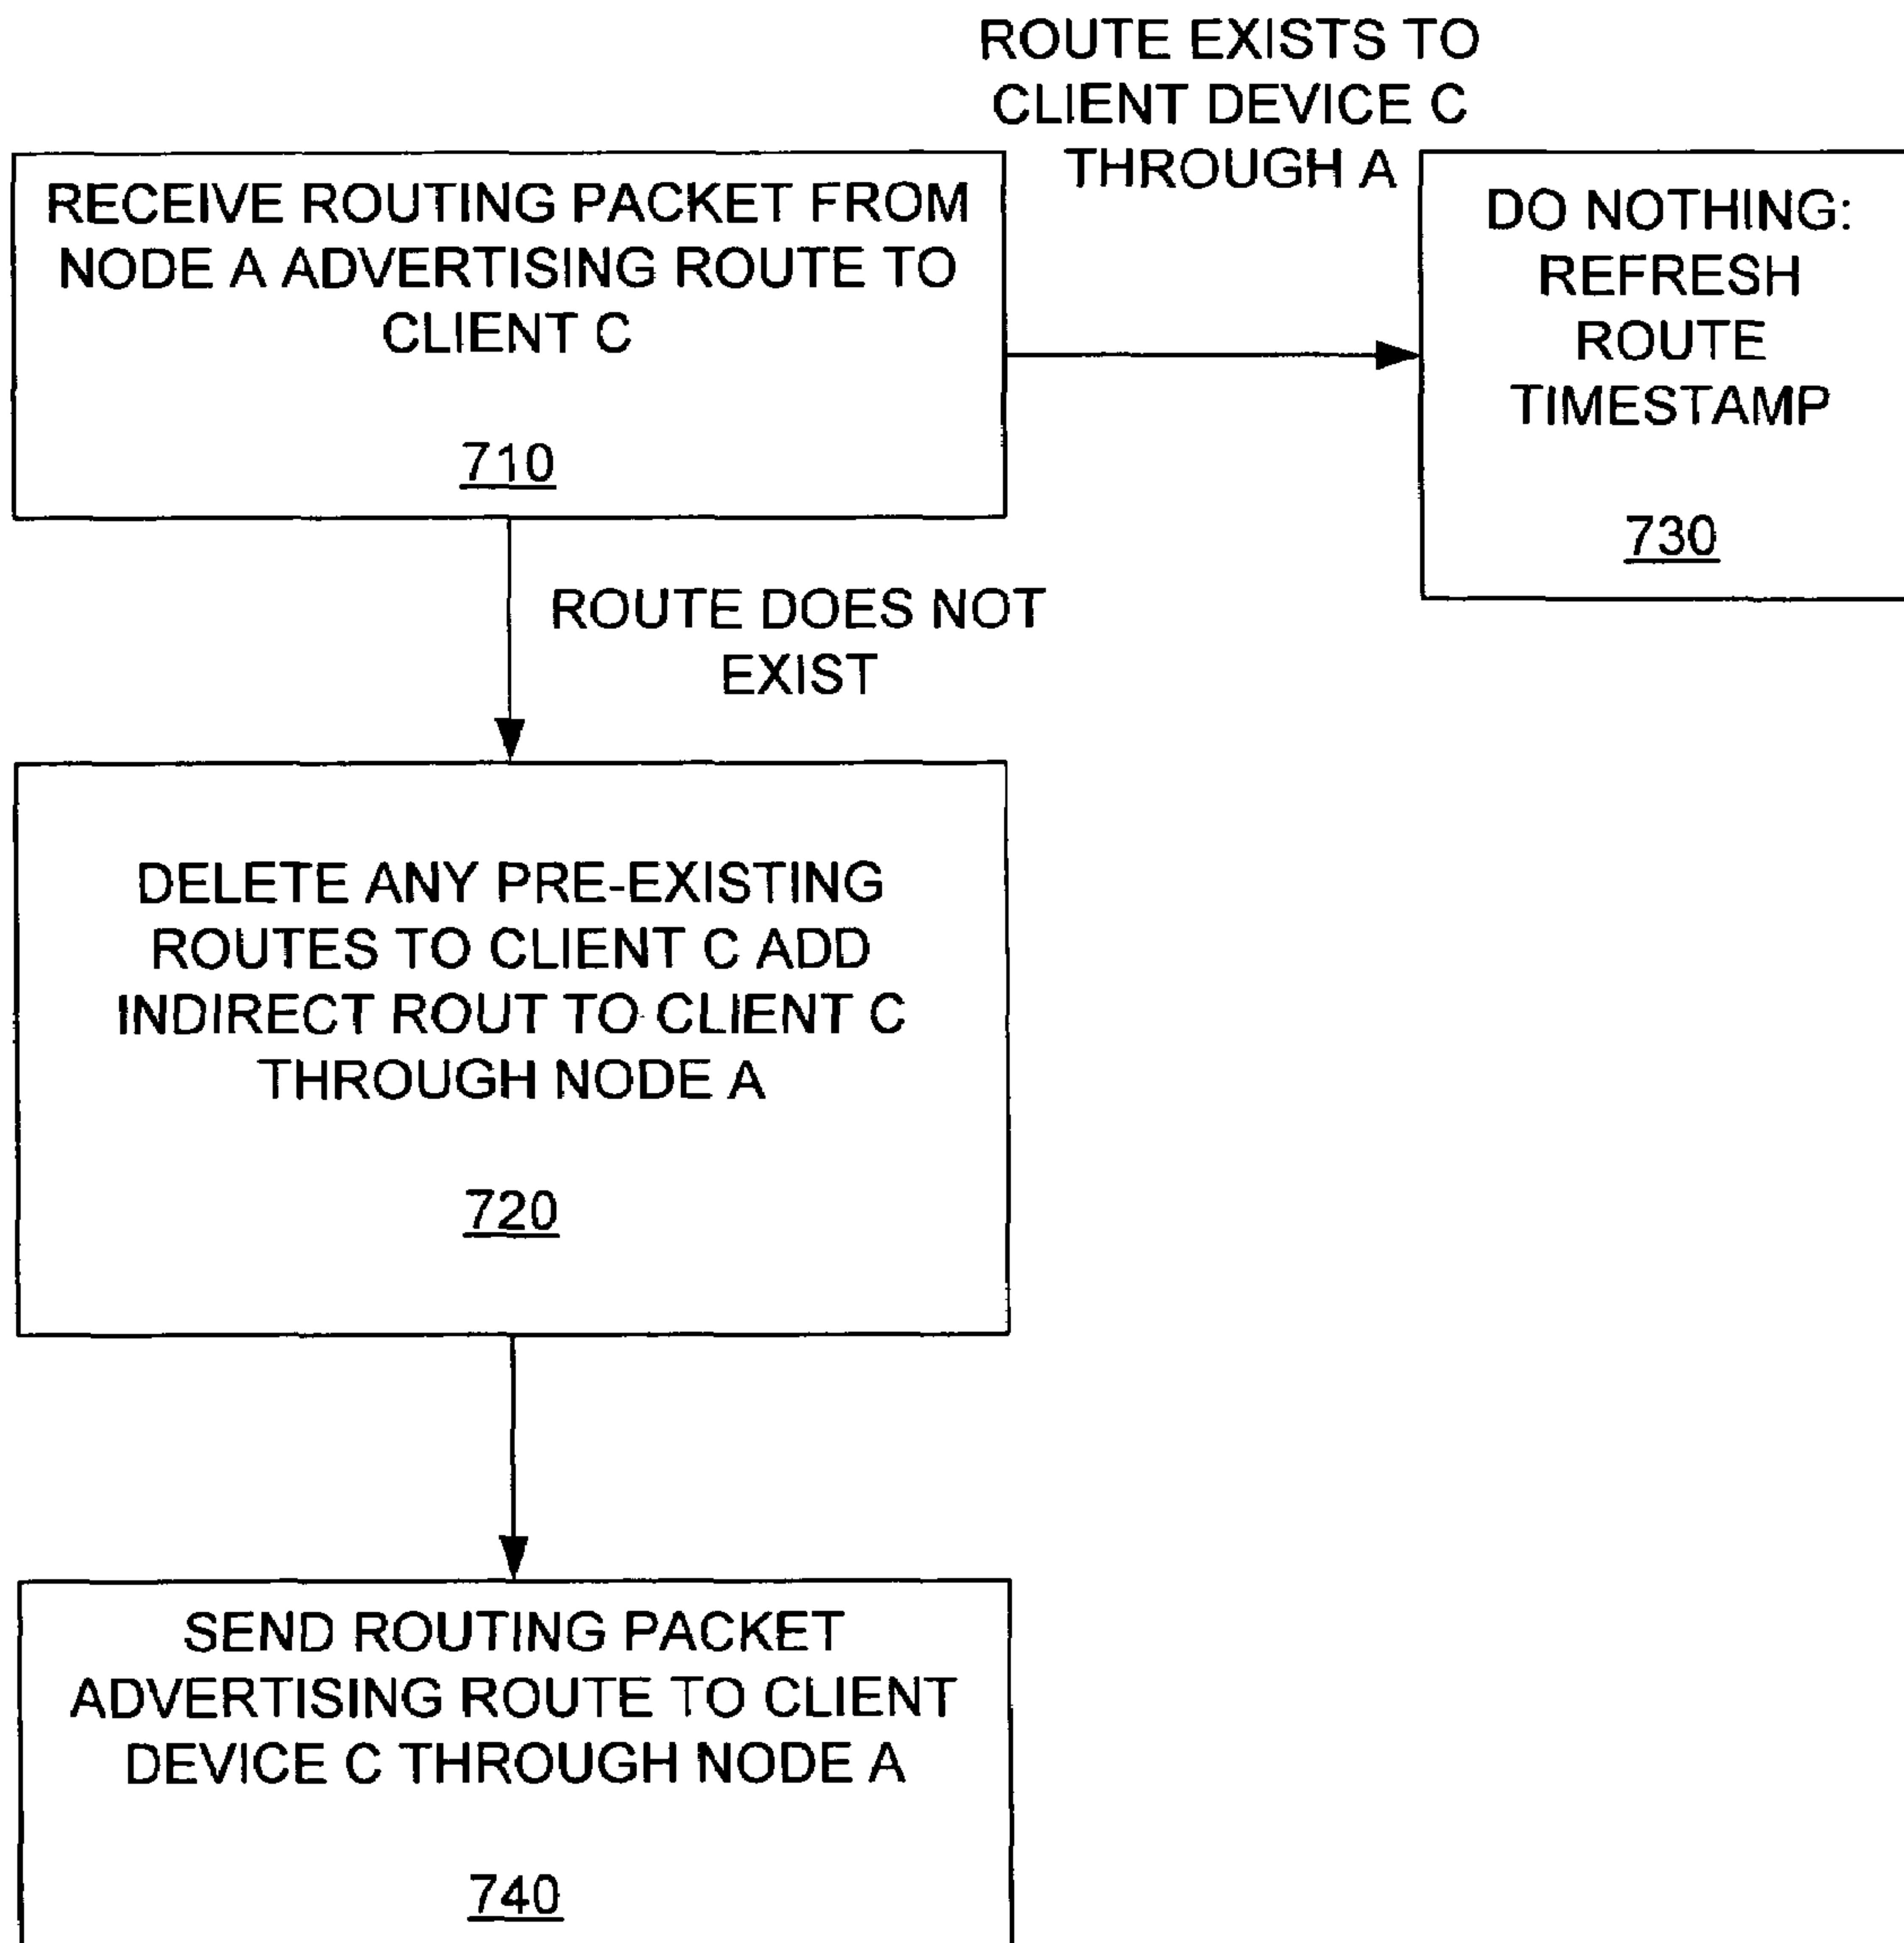 ROUTE EXISTS TO
CLIENT DEVICE C
THROUGH A
RECEIVE ROUTING PACKET FROM
NODE A ADVERTISING ROUTE TO
CLIENT C
710
DO NOTHING:
REFRESH
ROUTE
TIMESTAMP
730
ROUTE DOES NOT
EXIST
DELETE ANY PRE-EXISTING
ROUTES TO CLIENT C ADD
INDIRECT ROUT TO CLIENT C
THROUGH NODE A
720
SEND ROUTING PACKET
ADVERTISING ROUTE TO CLIENT
DEVICE C THROUGH NODE A
740